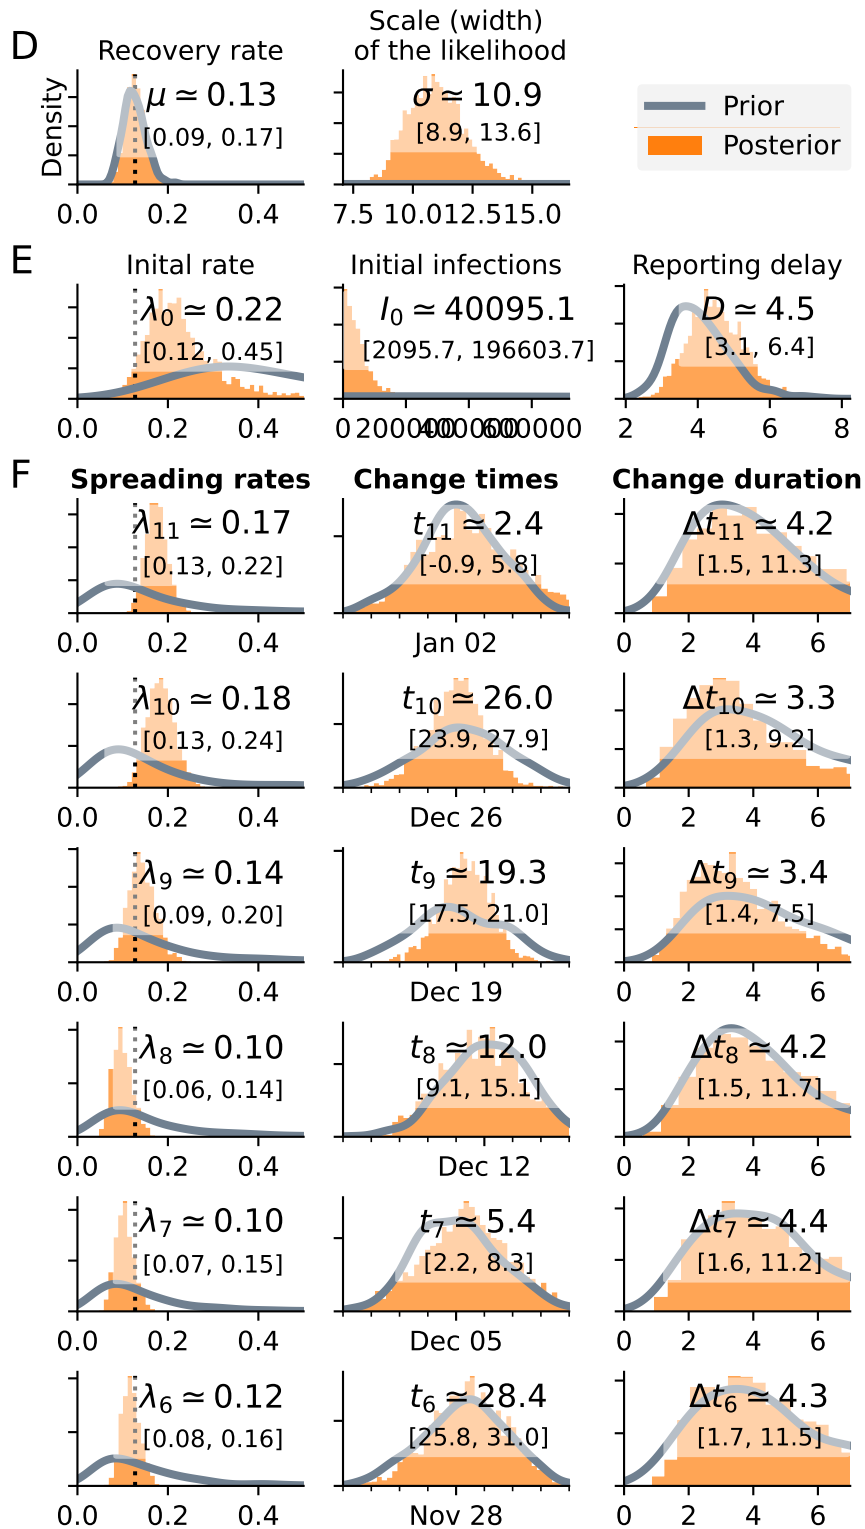 D
Recovery rate
Scale (width)
of the likelihood
Density
μ ≃ 0.13
[0.09, 0.17]
0.0 0.2 0.4
σ ≃ 10.9
[8.9, 13.6]
7.5 10.0 12.5 15.0
Prior
Posterior
E
Inital rate
Initial infections
Reporting delay
λ0 ≃ 0.22
[0.12, 0.45]
0.0 0.2 0.4
I0 ≃ 40095.1
[2095.7, 196603.7]
0 200000 400000 600000
D ≃ 4.5
[3.1, 6.4]
2 4 6 8
F
Spreading rates
Change times
Change duration
λ11 ≃ 0.17
[0.13, 0.22]
0.0 0.2 0.4
t11 ≃ 2.4
[-0.9, 5.8]
Jan 02
Δt11 ≃ 4.2
[1.5, 11.3]
0 2 4 6
λ10 ≃ 0.18
[0.13, 0.24]
0.0 0.2 0.4
t10 ≃ 26.0
[23.9, 27.9]
Dec 26
Δt10 ≃ 3.3
[1.3, 9.2]
0 2 4 6
λ9 ≃ 0.14
[0.09, 0.20]
0.0 0.2 0.4
t9 ≃ 19.3
[17.5, 21.0]
Dec 19
Δt9 ≃ 3.4
[1.4, 7.5]
0 2 4 6
λ8 ≃ 0.10
[0.06, 0.14]
0.0 0.2 0.4
t8 ≃ 12.0
[9.1, 15.1]
Dec 12
Δt8 ≃ 4.2
[1.5, 11.7]
0 2 4 6
λ7 ≃ 0.10
[0.07, 0.15]
0.0 0.2 0.4
t7 ≃ 5.4
[2.2, 8.3]
Dec 05
Δt7 ≃ 4.4
[1.6, 11.2]
0 2 4 6
λ6 ≃ 0.12
[0.08, 0.16]
0.0 0.2 0.4
t6 ≃ 28.4
[25.8, 31.0]
Nov 28
Δt6 ≃ 4.3
[1.7, 11.5]
0 2 4 6